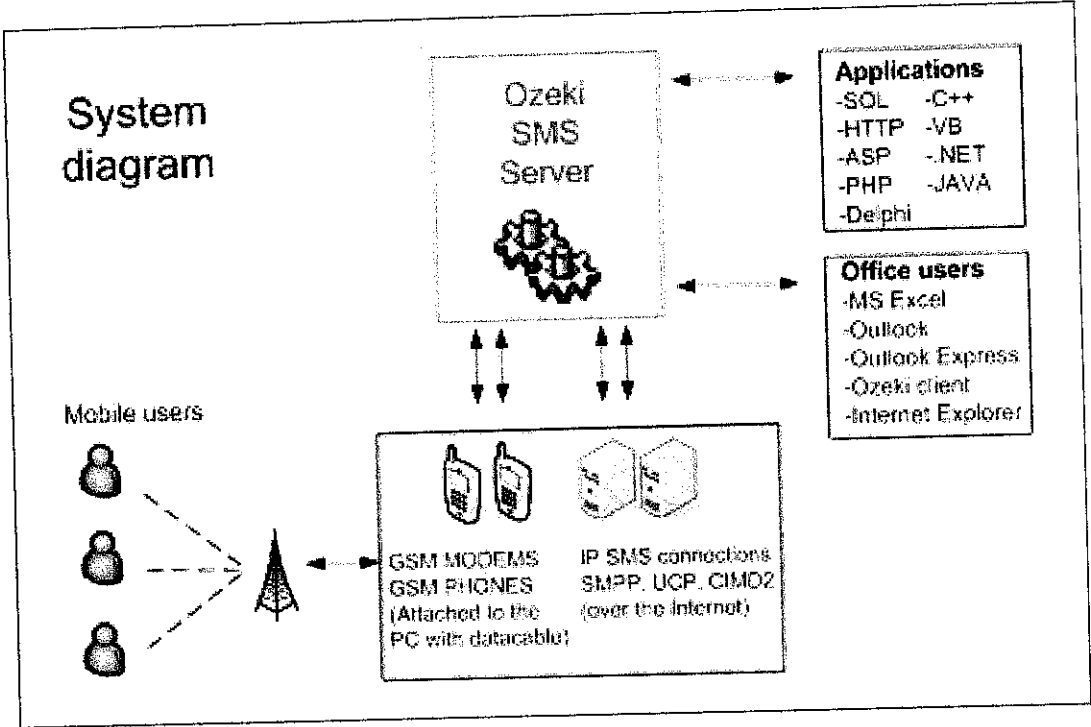 System
diagram
Ozeki
SMS
Server
Applications
-SQL -C++
-HTTP -VB
-ASP -.NET
-PHP -JAVA
-Delphi
Office users
-MS Excel
-Outlook
-Outlook Express
-Ozeki client
-Internet Explorer
Mobile users
GSM MODEMS
GSM PHONES
(Attached to the
PC with datacable)
IP SMS connections
SMPP, UCP, CIMD2
(over the Internet)